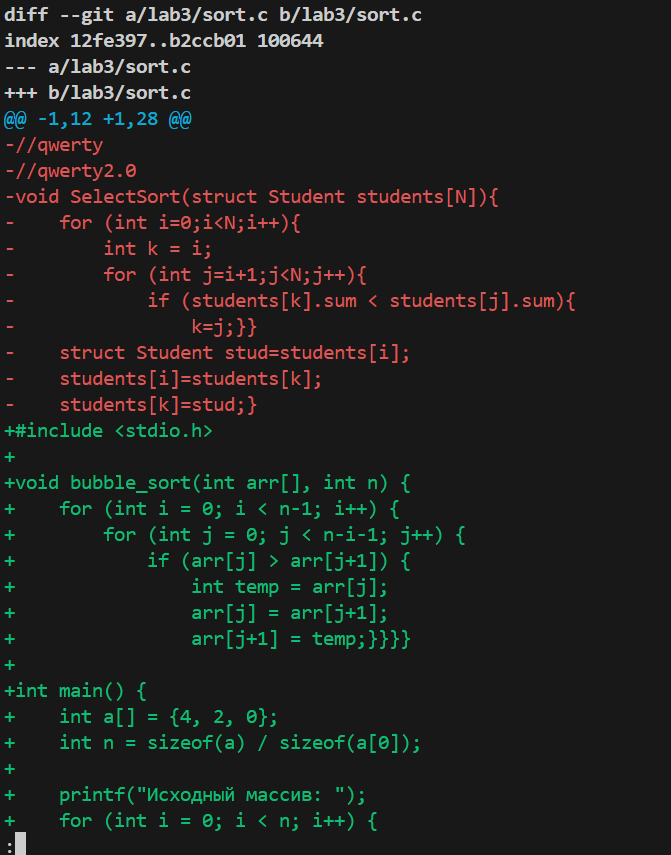 diff --git a/lab3/sort.c b/lab3/sort.c
index 12fe397..b2ccb01 100644
--- a/lab3/sort.c
+++ b/lab3/sort.c
@@ -1,12 +1,28 @@
-//qwerty
-//qwerty2.0
-void SelectSort(struct Student students[N]){
-    for (int i=0;i<N;i++){
-        int k = i;
-        for (int j=i+1;j<N;j++){
-            if (students[k].sum < students[j].sum){
-                k=j;}}
-    struct Student stud=students[i];
-    students[i]=students[k];
-    students[k]=stud;}
+#include <stdio.h>
+
+void bubble_sort(int arr[], int n) {
+    for (int i = 0; i < n-1; i++) {
+        for (int j = 0; j < n-i-1; j++) {
+            if (arr[j] > arr[j+1]) {
+                int temp = arr[j];
+                arr[j] = arr[j+1];
+                arr[j+1] = temp;}}}}
+
+int main() {
+    int a[] = {4, 2, 0};
+    int n = sizeof(a) / sizeof(a[0]);
+
+    printf("Исходный массив: ");
+    for (int i = 0; i < n; i++) {
: